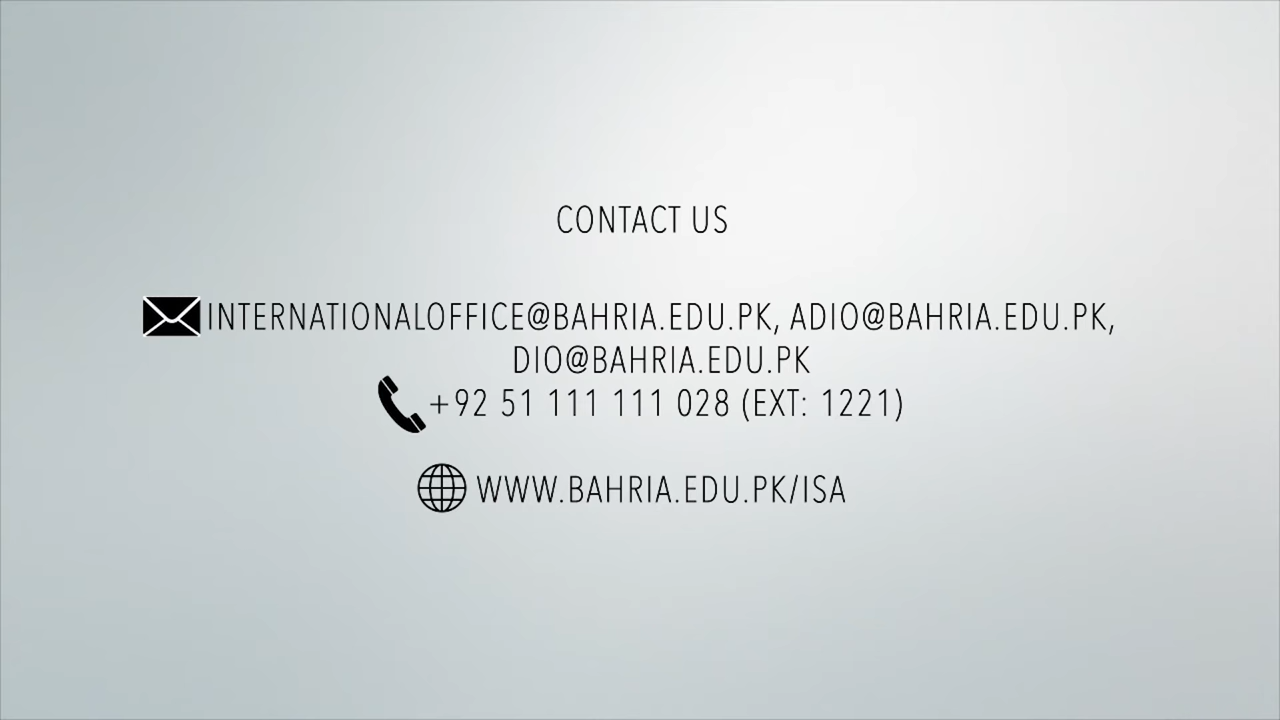 CONTACT US
INTERNATIONALOFFICE@BAHRIA.EDU.PK, ADIO@BAHRIA.EDU.PK,
DIO@BAHRIA.EDU.PK
+92 51 111 111 028 (EXT: 1221)
WWW.BAHRIA.EDU.PK/ISA